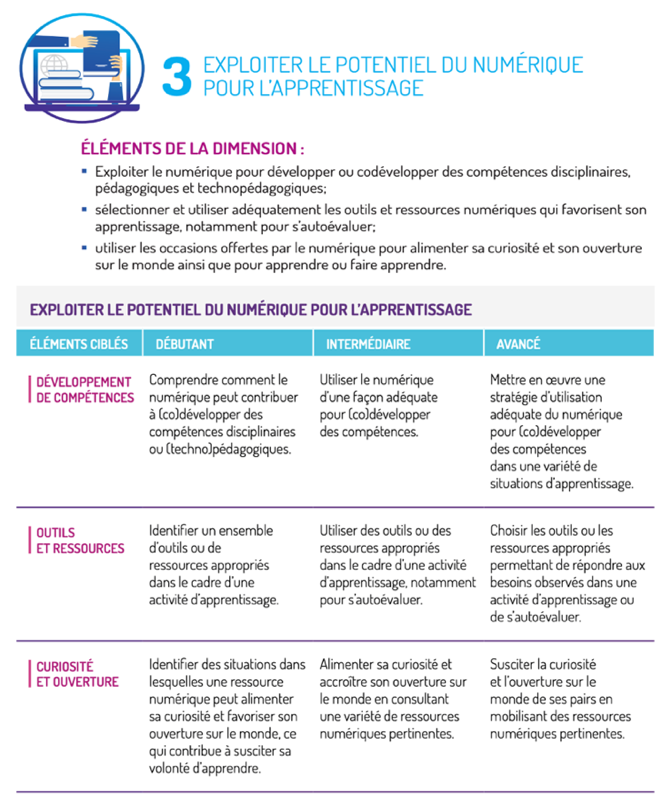 3 EXPLOITER LE POTENTIEL DU NUMÉRIQUE
POUR L'APPRENTISSAGE
ÉLÉMENTS DE LA DIMENSION :
▪ Exploiter le numérique pour développer ou codévelopper des compétences disciplinaires,
pédagogiques et technopédagogiques;
▪ sélectionner et utiliser adéquatement les outils et ressources numériques qui favorisent son
apprentissage, notamment pour s'autoévaluer;
▪ utiliser les occasions offertes par le numérique pour alimenter sa curiosité et son ouverture
sur le monde ainsi que pour apprendre ou faire apprendre.
EXPLOITER LE POTENTIEL DU NUMÉRIQUE POUR L'APPRENTISSAGE
ÉLÉMENTS CIBLÉS
DÉBUTANT
INTERMÉDIAIRE
AVANCÉ
DÉVELOPPEMENT
DE COMPÉTENCES
Comprendre comment le
numérique peut contribuer
à (co)développer des
compétences disciplinaires
ou (techno)pédagogiques.
Utiliser le numérique
d'une façon adéquate
pour (co)développer
des compétences.
Mettre en œuvre une
stratégie d'utilisation
adéquate du numérique
pour (co)développer
des compétences
dans une variété de
situations d'apprentissage.
OUTILS
ET RESSOURCES
Identifier un ensemble
d'outils ou de
ressources appropriés
dans le cadre d'une
activité d'apprentissage.
Utiliser des outils ou des
ressources appropriés
dans le cadre d'une activité
d'apprentissage, notamment
pour s'autoévaluer.
Choisir les outils ou les
ressources appropriés
permettant de répondre aux
besoins observés dans une
activité d'apprentissage ou
de s'autoévaluer.
CURIOSITÉ
ET OUVERTURE
Identifier des situations dans
lesquelles une ressource
numérique peut alimenter
sa curiosité et favoriser son
ouverture sur le monde, ce
qui contribue à susciter sa
volonté d'apprendre.
Alimenter sa curiosité et
accroître son ouverture sur
le monde en consultant
une variété de ressources
numériques pertinentes.
Susciter la curiosité
et l'ouverture sur le
monde de ses pairs en
mobilisant des ressources
numériques pertinentes.